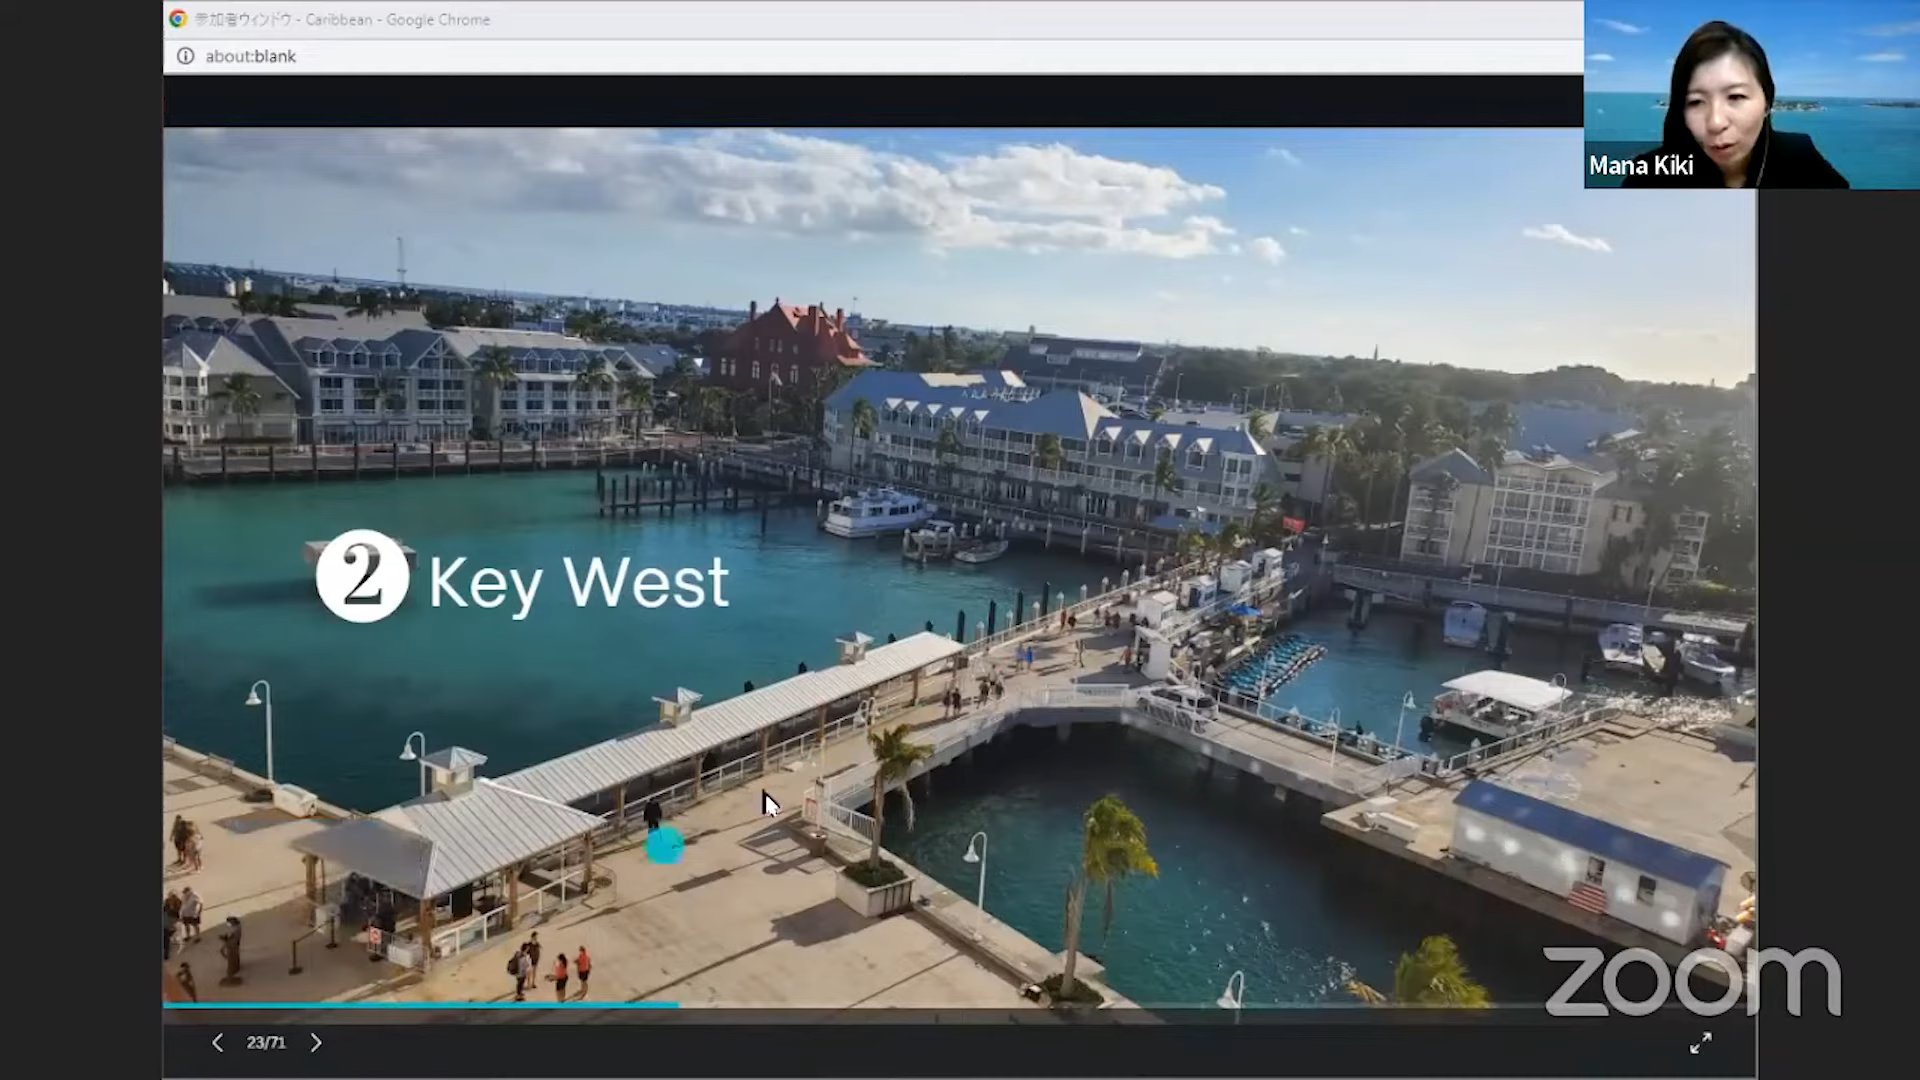 参加者ウィンドウ - Caribbean - Google Chrome
about:blank
Mana Kiki
2 Key West
zoom
23/71